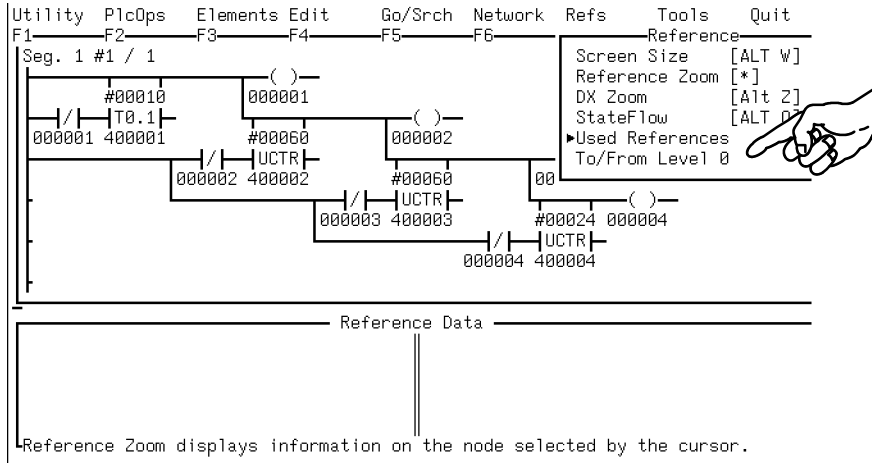 Utility PlcOps Elements Edit Go/Srch Network Refs Tools Quit
F1 F2 F3 F4 F5 F6 Reference
Seg. 1 #1 / 1 Screen Size [ALT W]
( ) Reference Zoom [*]
#00010 000001 DX Zoom [Alt Z]
/ T0.1 ( ) StateFlow [ALT
000001 400001 #00060 000002 ►Used References
/ UCTR To/From Level 0
000002 400002 #00060 00
/ UCTR ( )
000003 400003 #00024 000004
/ UCTR
000004 400004
Reference Data
Reference Zoom displays information on the node selected by the cursor.